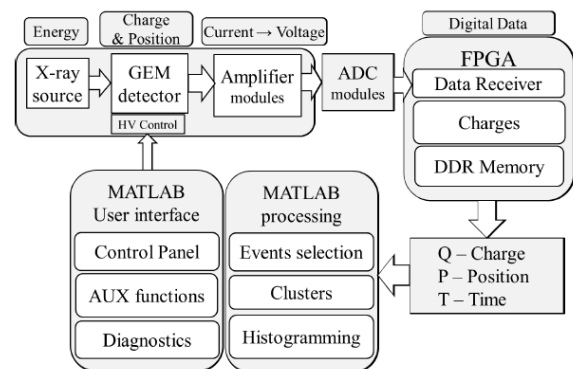 Energy
Charge
& Position
Current → Voltage
Digital Data
X-ray
source
GEM
detector
HV Control
Amplifier
modules
ADC
modules
FPGA
Data Receiver
Charges
DDR Memory
MATLAB
User interface
Control Panel
AUX functions
Diagnostics
MATLAB
processing
Events selection
Clusters
Histogramming
Q – Charge
P – Position
T – Time